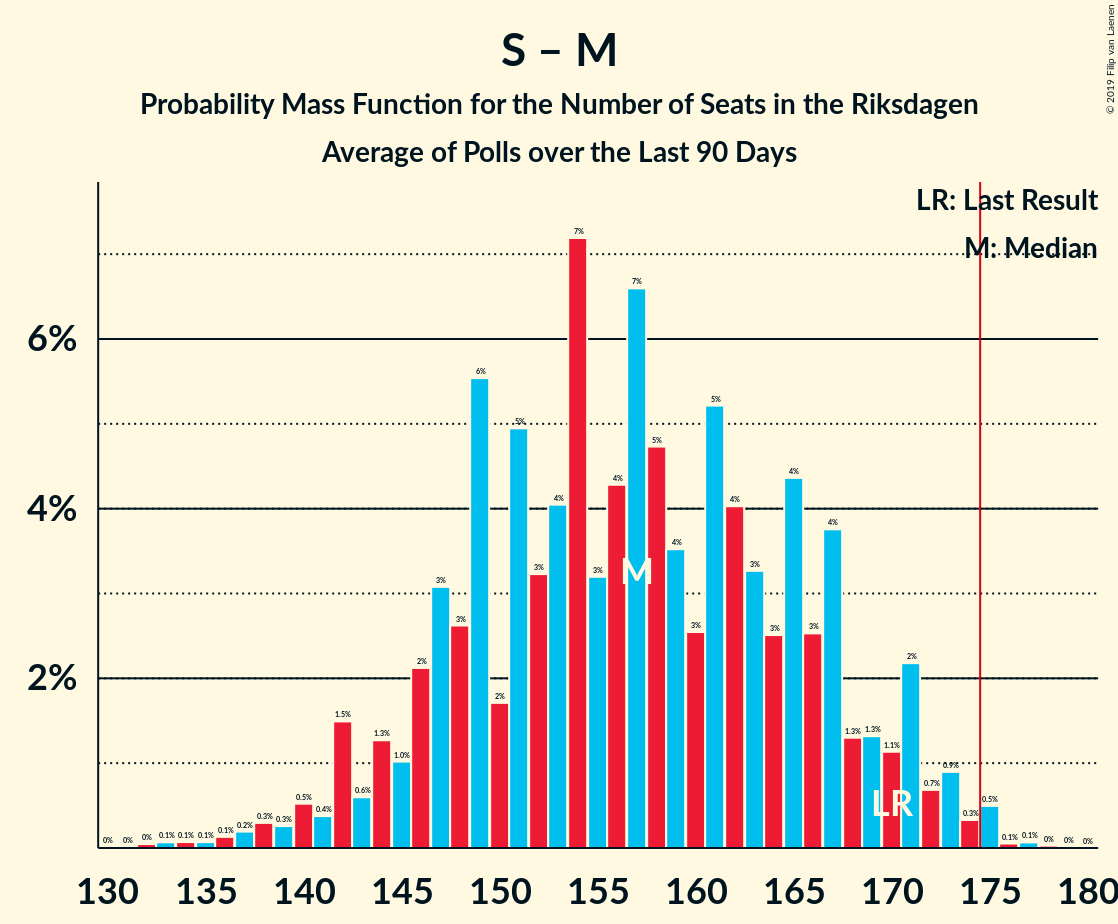 S – M
Probability Mass Function for the Number of Seats in the Riksdagen
Average of Polls over the Last 90 Days
© 2019 Filip van Laenen
LR: Last Result
M: Median
6%
4%
2%
0% 0% 0% 0.1% 0.1% 0.1% 0.1% 0.2% 0.3% 0.3% 0.5% 0.4% 1.5% 0.6% 1.3% 1.0% 2% 3% 3% 6% 2% 5% 3% 4% 7% 3% 4% 7% 5% 4% 3% 5% 4% 3% 3% 4% 3% 4% 1.3% 1.3% 1.1% 2% 0.7% 0.9% 0.3% 0.5% 0.1% 0.1% 0% 0% 0%
M
LR
130 135 140 145 150 155 160 165 170 175 180